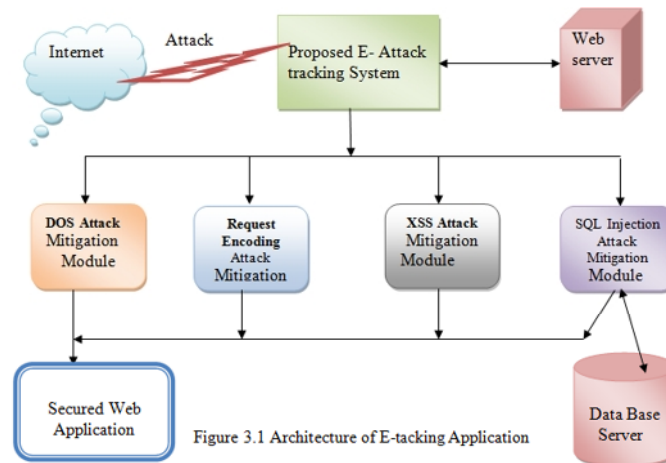 Internet
Attack
Proposed E- Attack
tracking System
Web
server
DOS Attack
Mitigation
Module
Request
Encoding
Attack
Mitigation
XSS Attack
Mitigation
Module
SQL Injection
Attack
Mitigation
Module
Secured Web
Application
Figure 3.1 Architecture of E-tacking Application
Data Base
Server